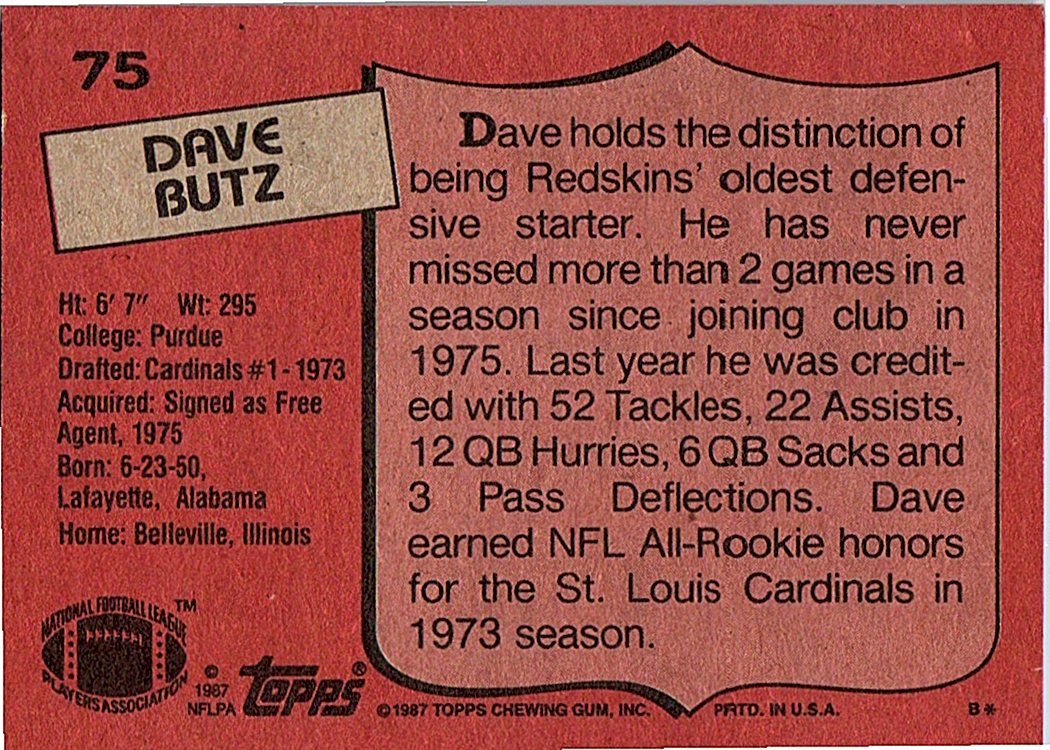 75
DAVE
BUTZ
Ht: 6' 7" Wt: 295
College: Purdue
Drafted: Cardinals #1-1973
Acquired: Signed as Free
Agent, 1975
Born: 6-23-50,
Lafayette, Alabama
Home: Belleville, Illinois
Dave holds the distinction of
being Redskins' oldest defen-
sive starter. He has never
missed more than 2 games in a
season since joining club in
1975. Last year he was credit-
ed with 52 Tackles, 22 Assists,
12 QB Hurries, 6 QB Sacks and
3 Pass Deflections. Dave
earned NFL All-Rookie honors
for the St. Louis Cardinals in
1973 season.
NATIONAL FOOTBALL LEAGUE TM
PLAYERS ASSOCIATION
©
1987
NFLPA
TOPPS®
©1987 TOPPS CHEWING GUM, INC. PRTD. IN U.S.A. B*